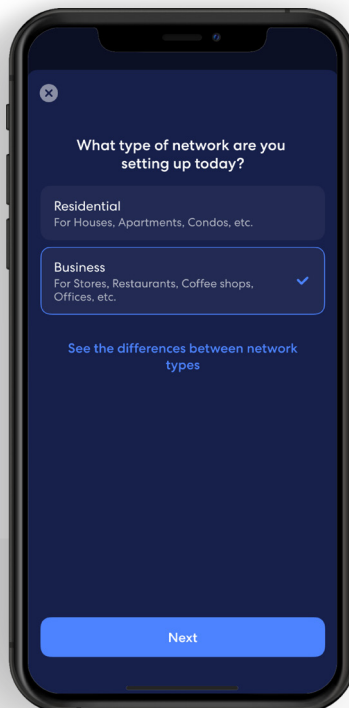 What type of network are you
setting up today?
Residential
For Houses, Apartments, Condos, etc.
Business
For Stores, Restaurants, Coffee shops,
Offices, etc.
See the differences between network
types
Next